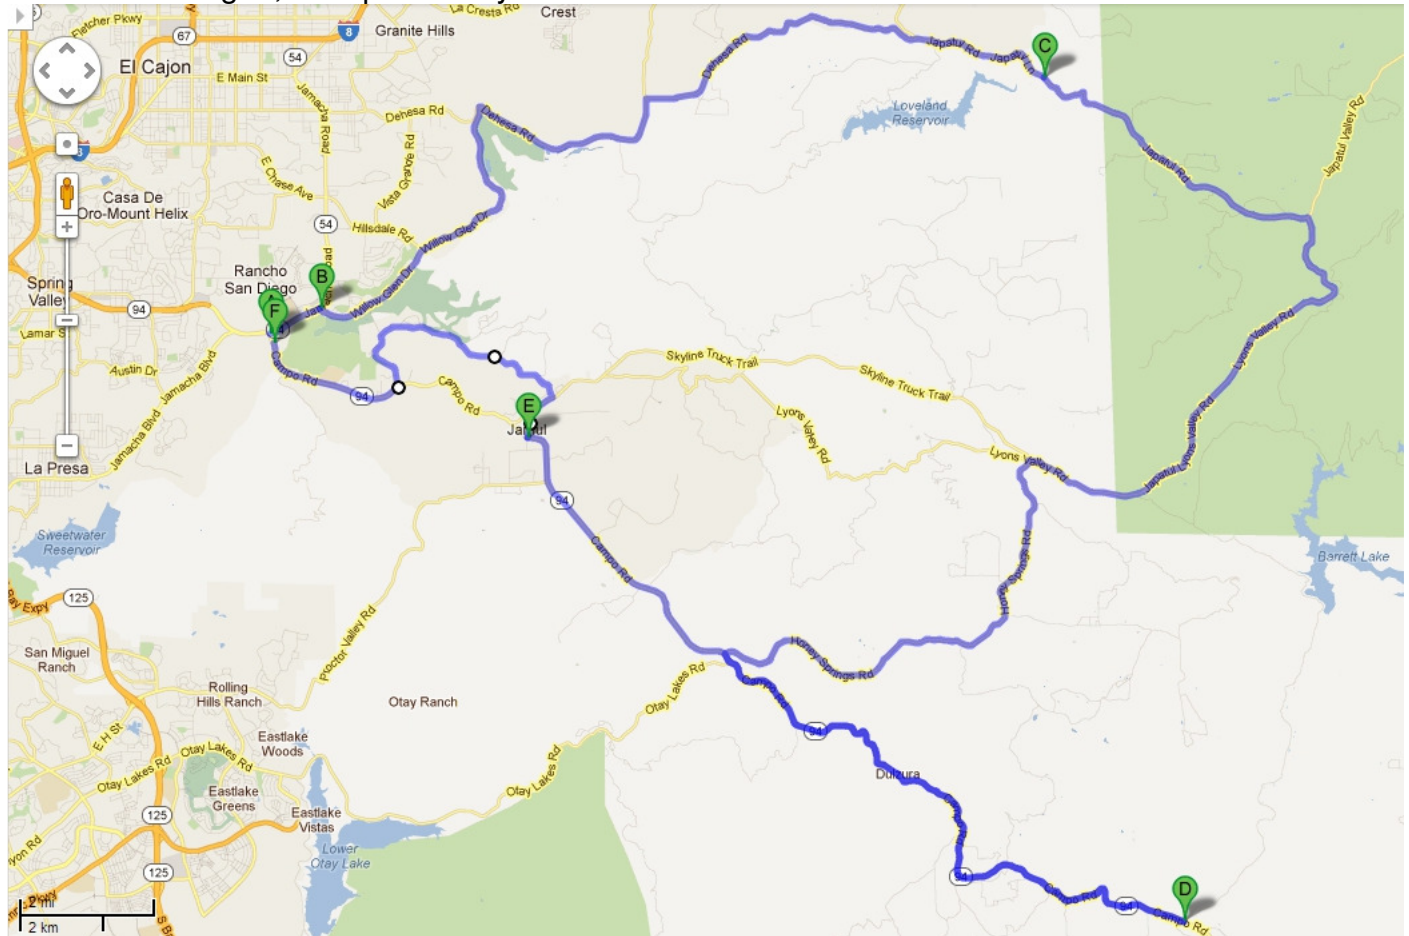 La Cresta Rd
Crest
Fletcher Pkwy
67
8
Granite Hills
54
El Cajon
E Main St
Jamacha Road
Dehesa Rd
Dehesa Rd
Dehesa Rd
Japatul Rd
Japatul Ln
C
Loveland
Reservoir
Japatul Valley Rd
Japatul Rd
8
E Chase Ave
Vista Grande Rd
Casa De
Oro-Mount Helix
54
Hillsdale Rd
Willow Glen Dr
Rancho
San Diego
B
Spring
Valley
94
F
Willow Glen Dr
Lamar St
Austin Dr
Jamacha Blvd
Campo Rd
94
Campo Rd
Skyline Truck Trail
Skyline Truck Trail
Lyons Valley Rd
E
Jamul
Lyons Valley Rd
Lyons Valley Rd
Japatul Lyons Valley Rd
Jamacha Blvd
La Presa
94
Sweetwater
Reservoir
Campo Rd
Honey Springs Rd
Barrett Lake
Bay Expy
125
San Miguel
Ranch
Proctor Valley Rd
Rolling
Hills Ranch
Otay Ranch
Otay Lakes Rd
Honey Springs Rd
Campo Rd
94
E H St
Eastlake
Woods
Otay Lakes Rd
Otay Lakes Rd
Otay Lakes Rd
Dulzura
Eastlake
Greens
Eastlake
Vistas
125
Campo Rd
Lower
Otay Lake
125
94
Campo Rd
94
D
Campo Rd
2 mi
2 km